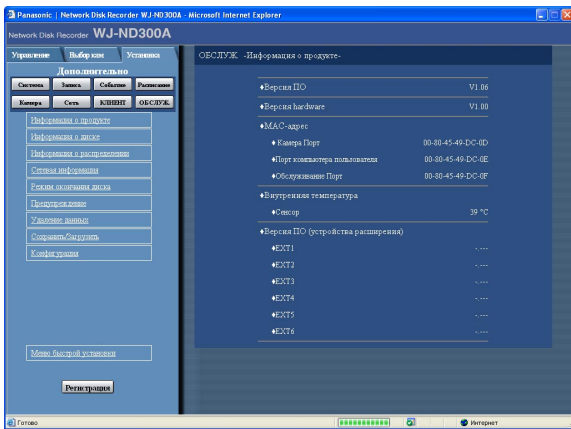 Panasonic | Network Disk Recorder WJ-ND300A - Microsoft Internet Explorer
Network Disk Recorder WJ-ND300A
Управление Выбор кам Установка
Дополнительно
Система Запись Событие Расписание
Камера Сеть КЛИЕНТ ОБСЛУЖ.
Информация о продукте
Информация о диске
Информация о распределении
Сетевая информация
Режим окончания диска
Предупреждение
Удаление данных
Сохранить/Загрузить
Конфигурация
Меню быстрой установки
Регистрация
ОБСЛУЖ. -Информация о продукте-
♦Версия ПО V1.06
♦Версия hardware V1.00
♦MAC-адрес
♦ Камера Порт 00-80-45-49-DC-0D
♦Порт компьютера пользователя 00-80-45-49-DC-0E
♦Обслуживание Порт 00-80-45-49-DC-0F
♦Внутренняя температура
♦Сенсор 39 °C
♦Версия ПО (устройства расширения)
♦EXT1 -.---
♦EXT2 -.---
♦EXT3 -.---
♦EXT4 -.---
♦EXT5 -.---
♦EXT6 -.---
Готово Интернет